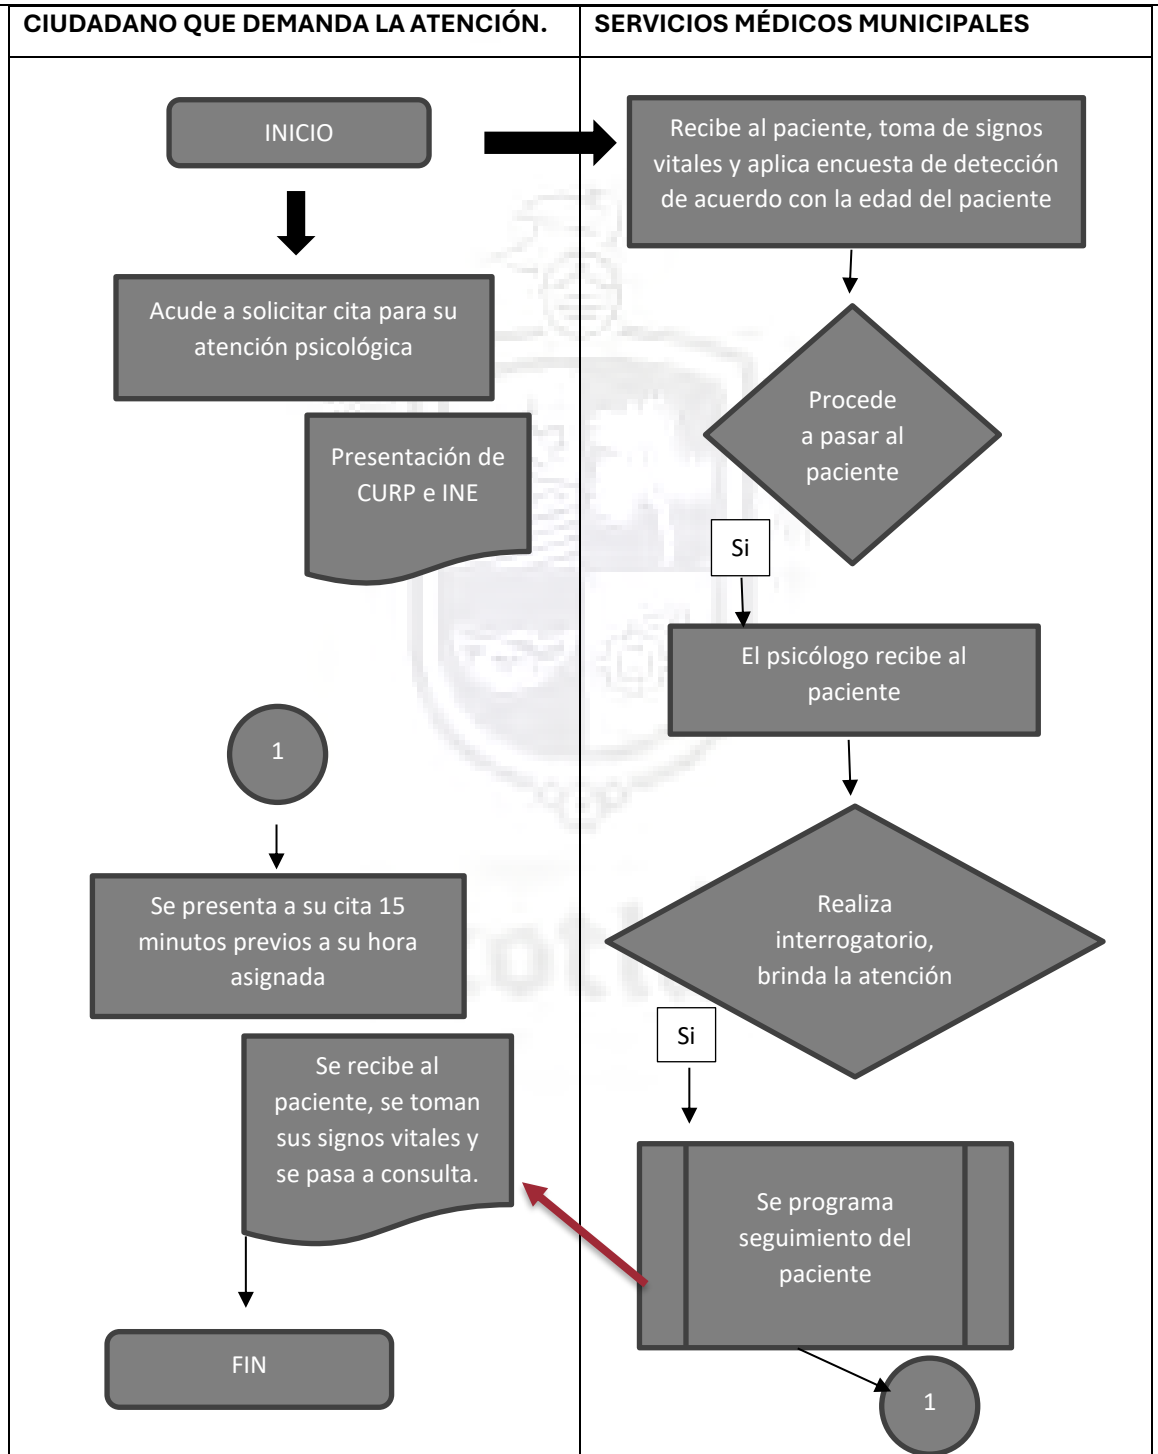 CIUDADANO QUE DEMANDA LA ATENCIÓN.
SERVICIOS MÉDICOS MUNICIPALES
INICIO
Acude a solicitar cita para su
atención psicológica
Presentación de
CURP e INE
1
Se presenta a su cita 15
minutos previos a su hora
asignada
Se recibe al
paciente, se toman
sus signos vitales y
se pasa a consulta.
FIN
Recibe al paciente, toma de signos
vitales y aplica encuesta de detección
de acuerdo con la edad del paciente
Procede
a pasar al
paciente
Si
El psicólogo recibe al
paciente
Realiza
interrogatorio,
brinda la atención
Si
Se programa
seguimiento del
paciente
1